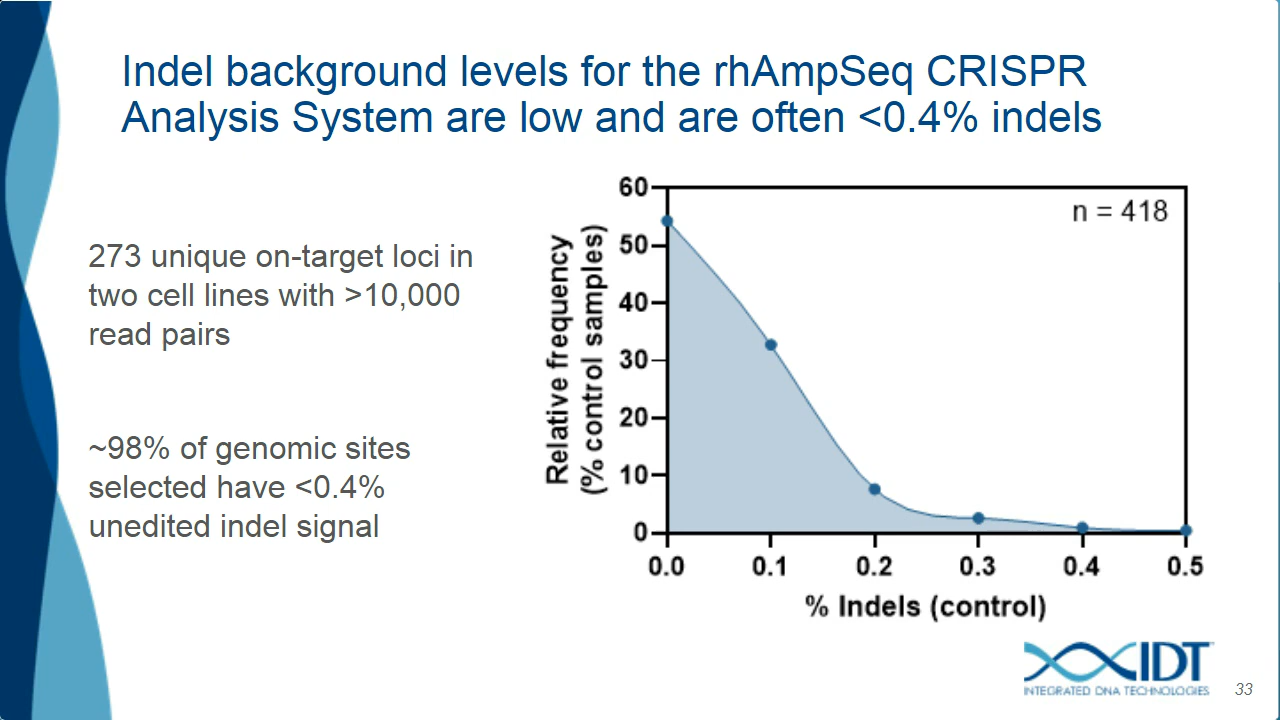 Indel background levels for the rhAmpSeq CRISPR
Analysis System are low and are often <0.4% indels
273 unique on-target loci in
two cell lines with >10,000
read pairs
~98% of genomic sites
selected have <0.4%
unedited indel signal
Relative frequency
(% control samples)
60
50
40
30
20
10
0
n = 418
0.0 0.1 0.2 0.3 0.4 0.5
% Indels (control)
IDT™
INTEGRATED DNA TECHNOLOGIES
33